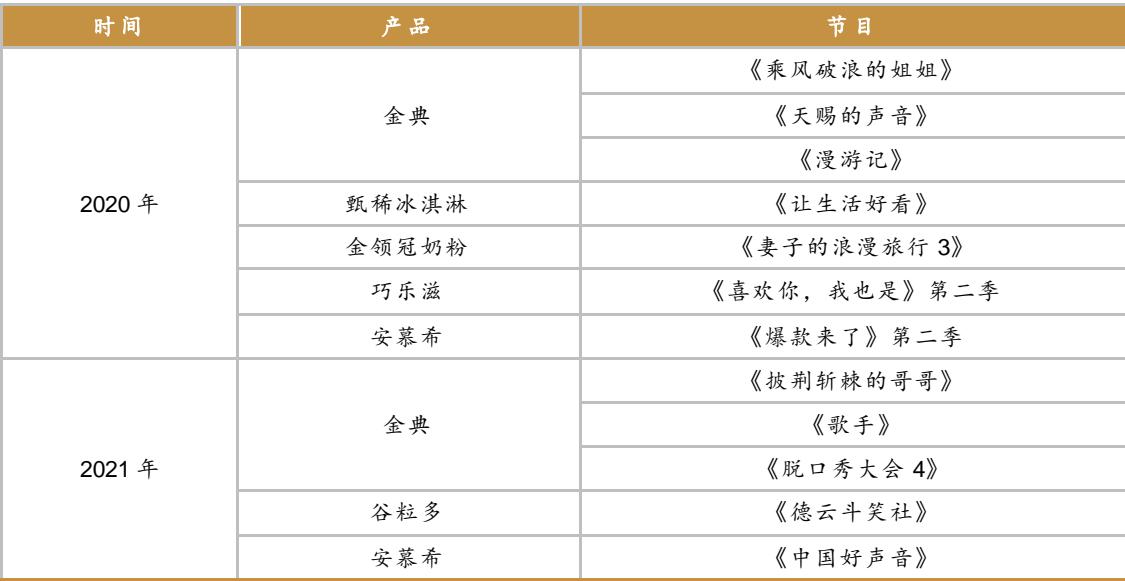 时间 产品 节目
《乘风破浪的姐姐》
金典 《天赐的声音》
《漫游记》
2020 年 甄稀冰淇淋 《让生活好看》
金领冠奶粉 《妻子的浪漫旅行 3》
巧乐滋 《喜欢你，我也是》第二季
安慕希 《爆款来了》第二季
《披荆斩棘的哥哥》
金典 《歌手》
2021 年 《脱口秀大会 4》
谷粒多 《德云斗笑社》
安慕希 《中国好声音》